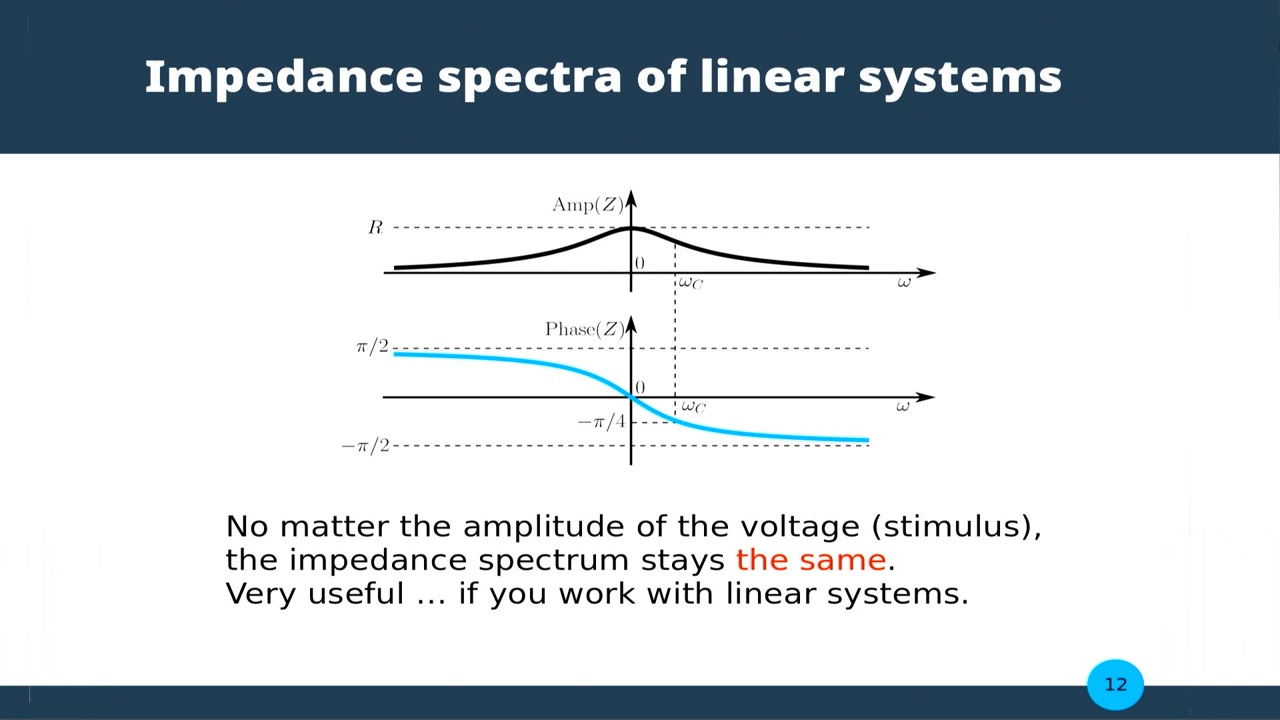 Impedance spectra of linear systems
Amp(Z)
R
0
ω_C
ω
Phase(Z)
π/2
0
ω_C
ω
−π/4
−π/2
No matter the amplitude of the voltage (stimulus),
the impedance spectrum stays the same.
Very useful ... if you work with linear systems.
12